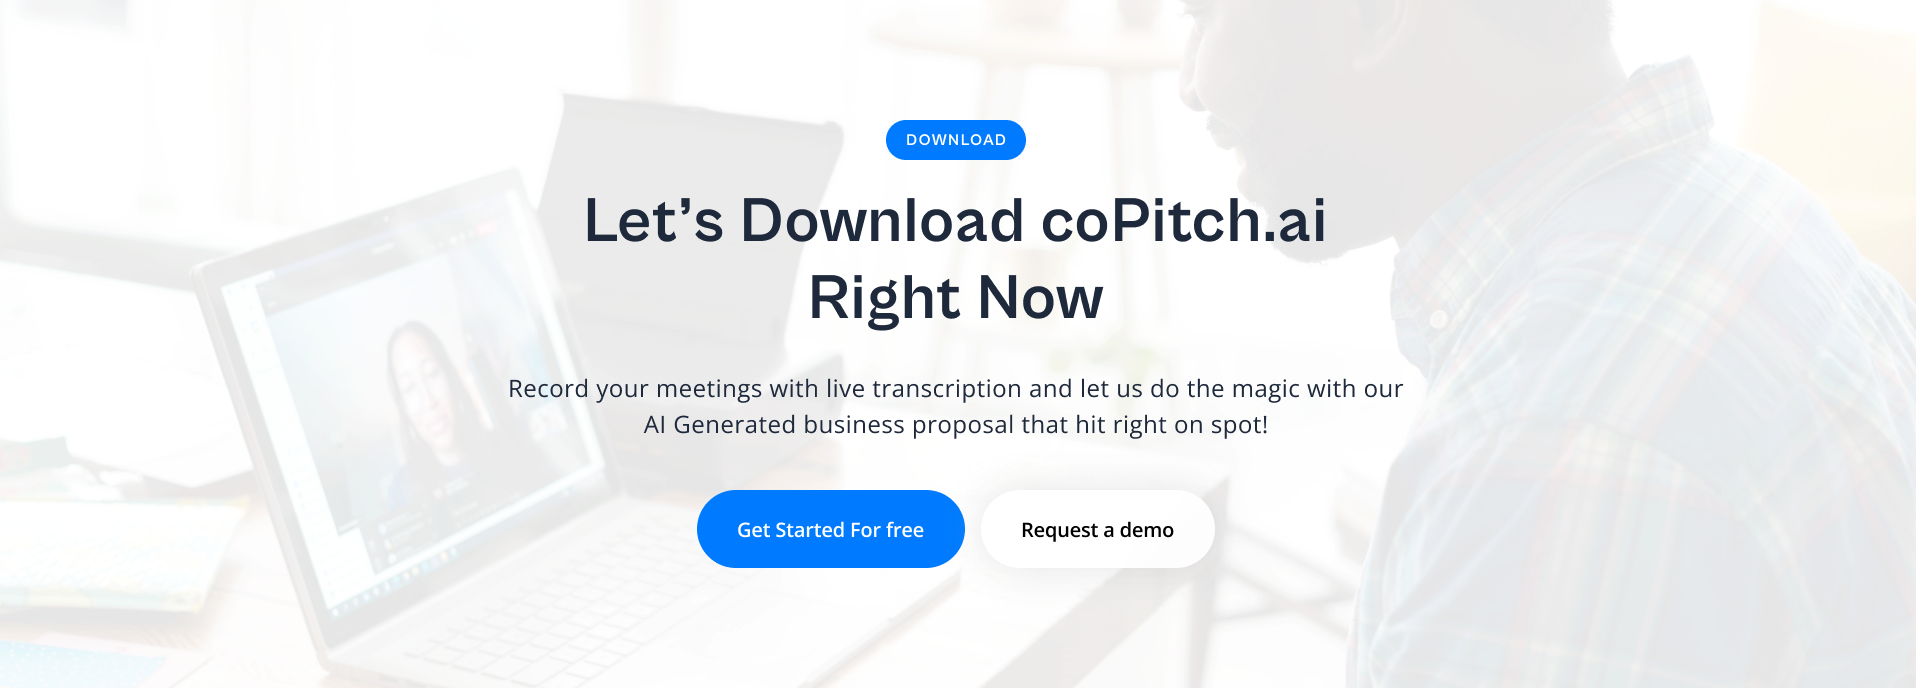 DOWNLOAD
Let’s Download coPitch.ai
Right Now
Record your meetings with live transcription and let us do the magic with our
AI Generated business proposal that hit right on spot!
Get Started For free
Request a demo